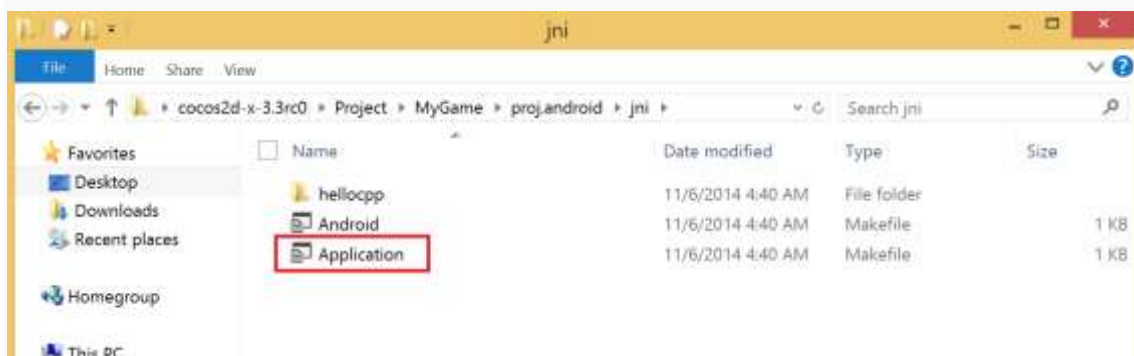 jni
File Home Share View
cocos2d-x-3.3rc0 Project MyGame proj.android jni Search jni
Favorites Name Date modified Type Size
Desktop hellocpp 11/6/2014 4:40 AM File folder
Downloads Android 11/6/2014 4:40 AM Makefile 1 KB
Recent places Application 11/6/2014 4:40 AM Makefile 1 KB
Homegroup
This PC